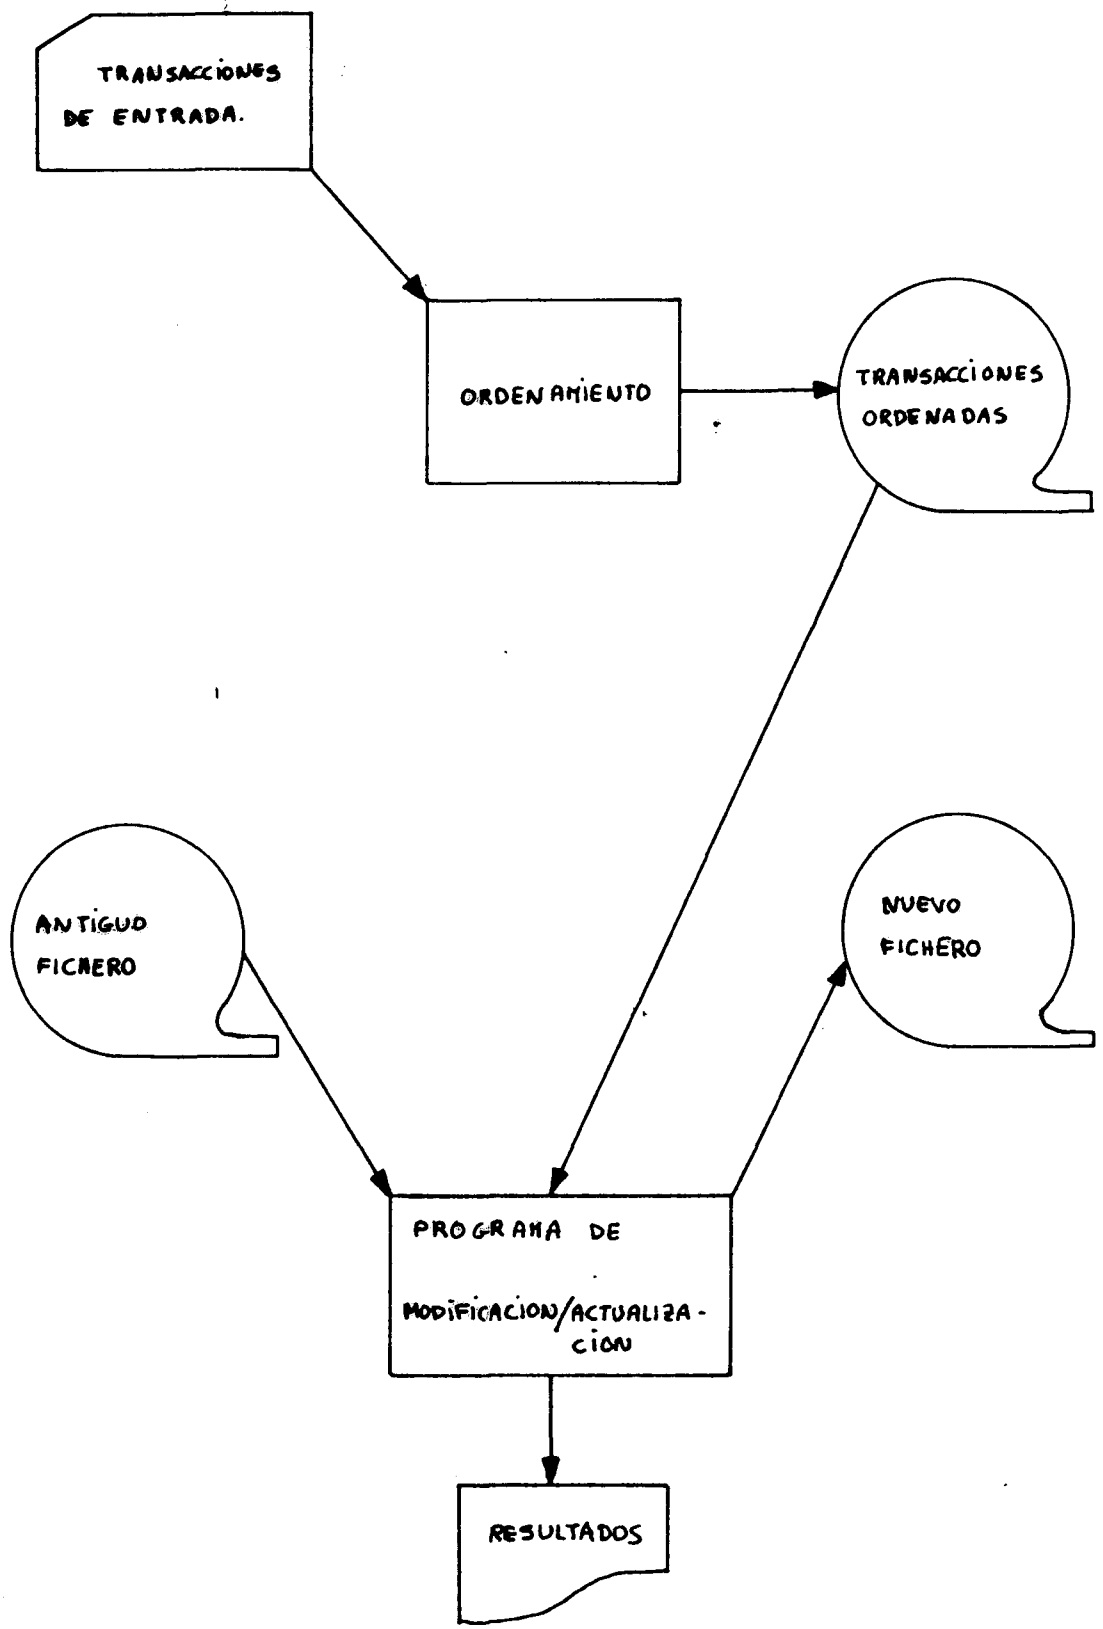 TRANSACCIONES
DE ENTRADA.
ORDENAMIENTO
TRANSACCIONES
ORDENADAS
ANTIGUO
FICHERO
NUEVO
FICHERO
PROGRAMA DE
MODIFICACION/ACTUALIZA-
CION
RESULTADOS